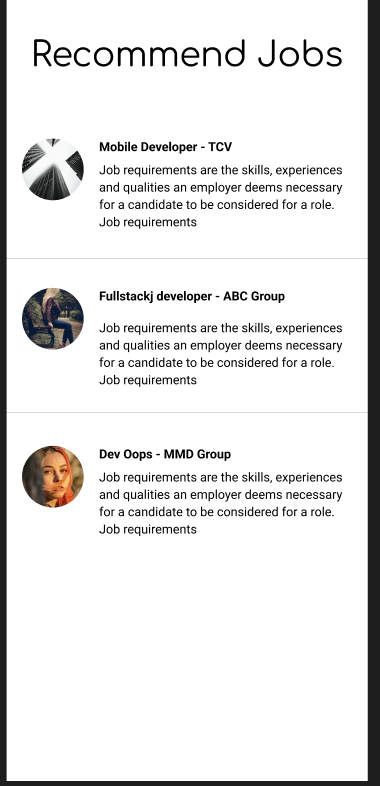 Recommend Jobs
Mobile Developer - TCV
Job requirements are the skills, experiences
and qualities an employer deems necessary
for a candidate to be considered for a role.
Job requirements
Fullstackj developer - ABC Group
Job requirements are the skills, experiences
and qualities an employer deems necessary
for a candidate to be considered for a role.
Job requirements
Dev Oops - MMD Group
Job requirements are the skills, experiences
and qualities an employer deems necessary
for a candidate to be considered for a role.
Job requirements